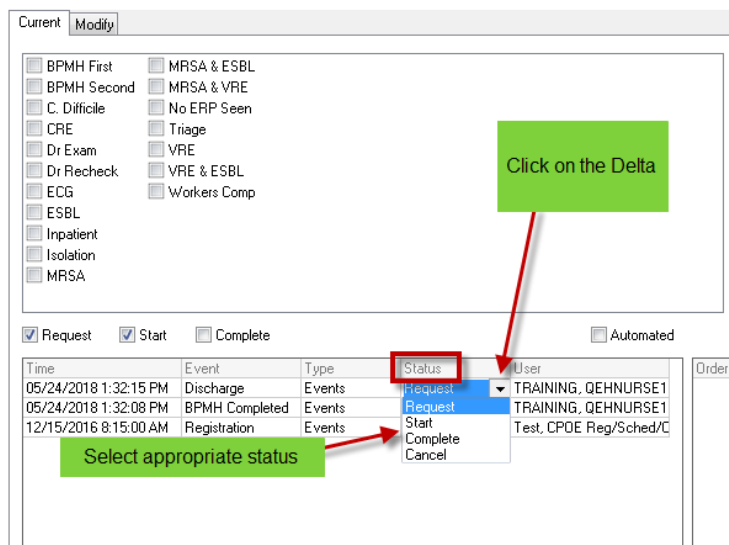 Current Modify
BPMH First MRSA & ESBL
BPMH Second MRSA & VRE
C. Difficile No ERP Seen
CRE Triage
Dr Exam VRE
Dr Recheck VRE & ESBL
ECG Workers Comp
ESBL
Inpatient
Isolation
MRSA
Click on the Delta
Request Start Complete Automated
Time Event Type Status User Order
05/24/2018 1:32:15 PM Discharge Events Request TRAINING, QEHNURSE1
05/24/2018 1:32:08 PM BPMH Completed Events Request TRAINING, QEHNURSE1
12/15/2016 8:15:00 AM Registration Events Start Test, CPOE Reg/Sched/C
Complete
Cancel
Select appropriate status